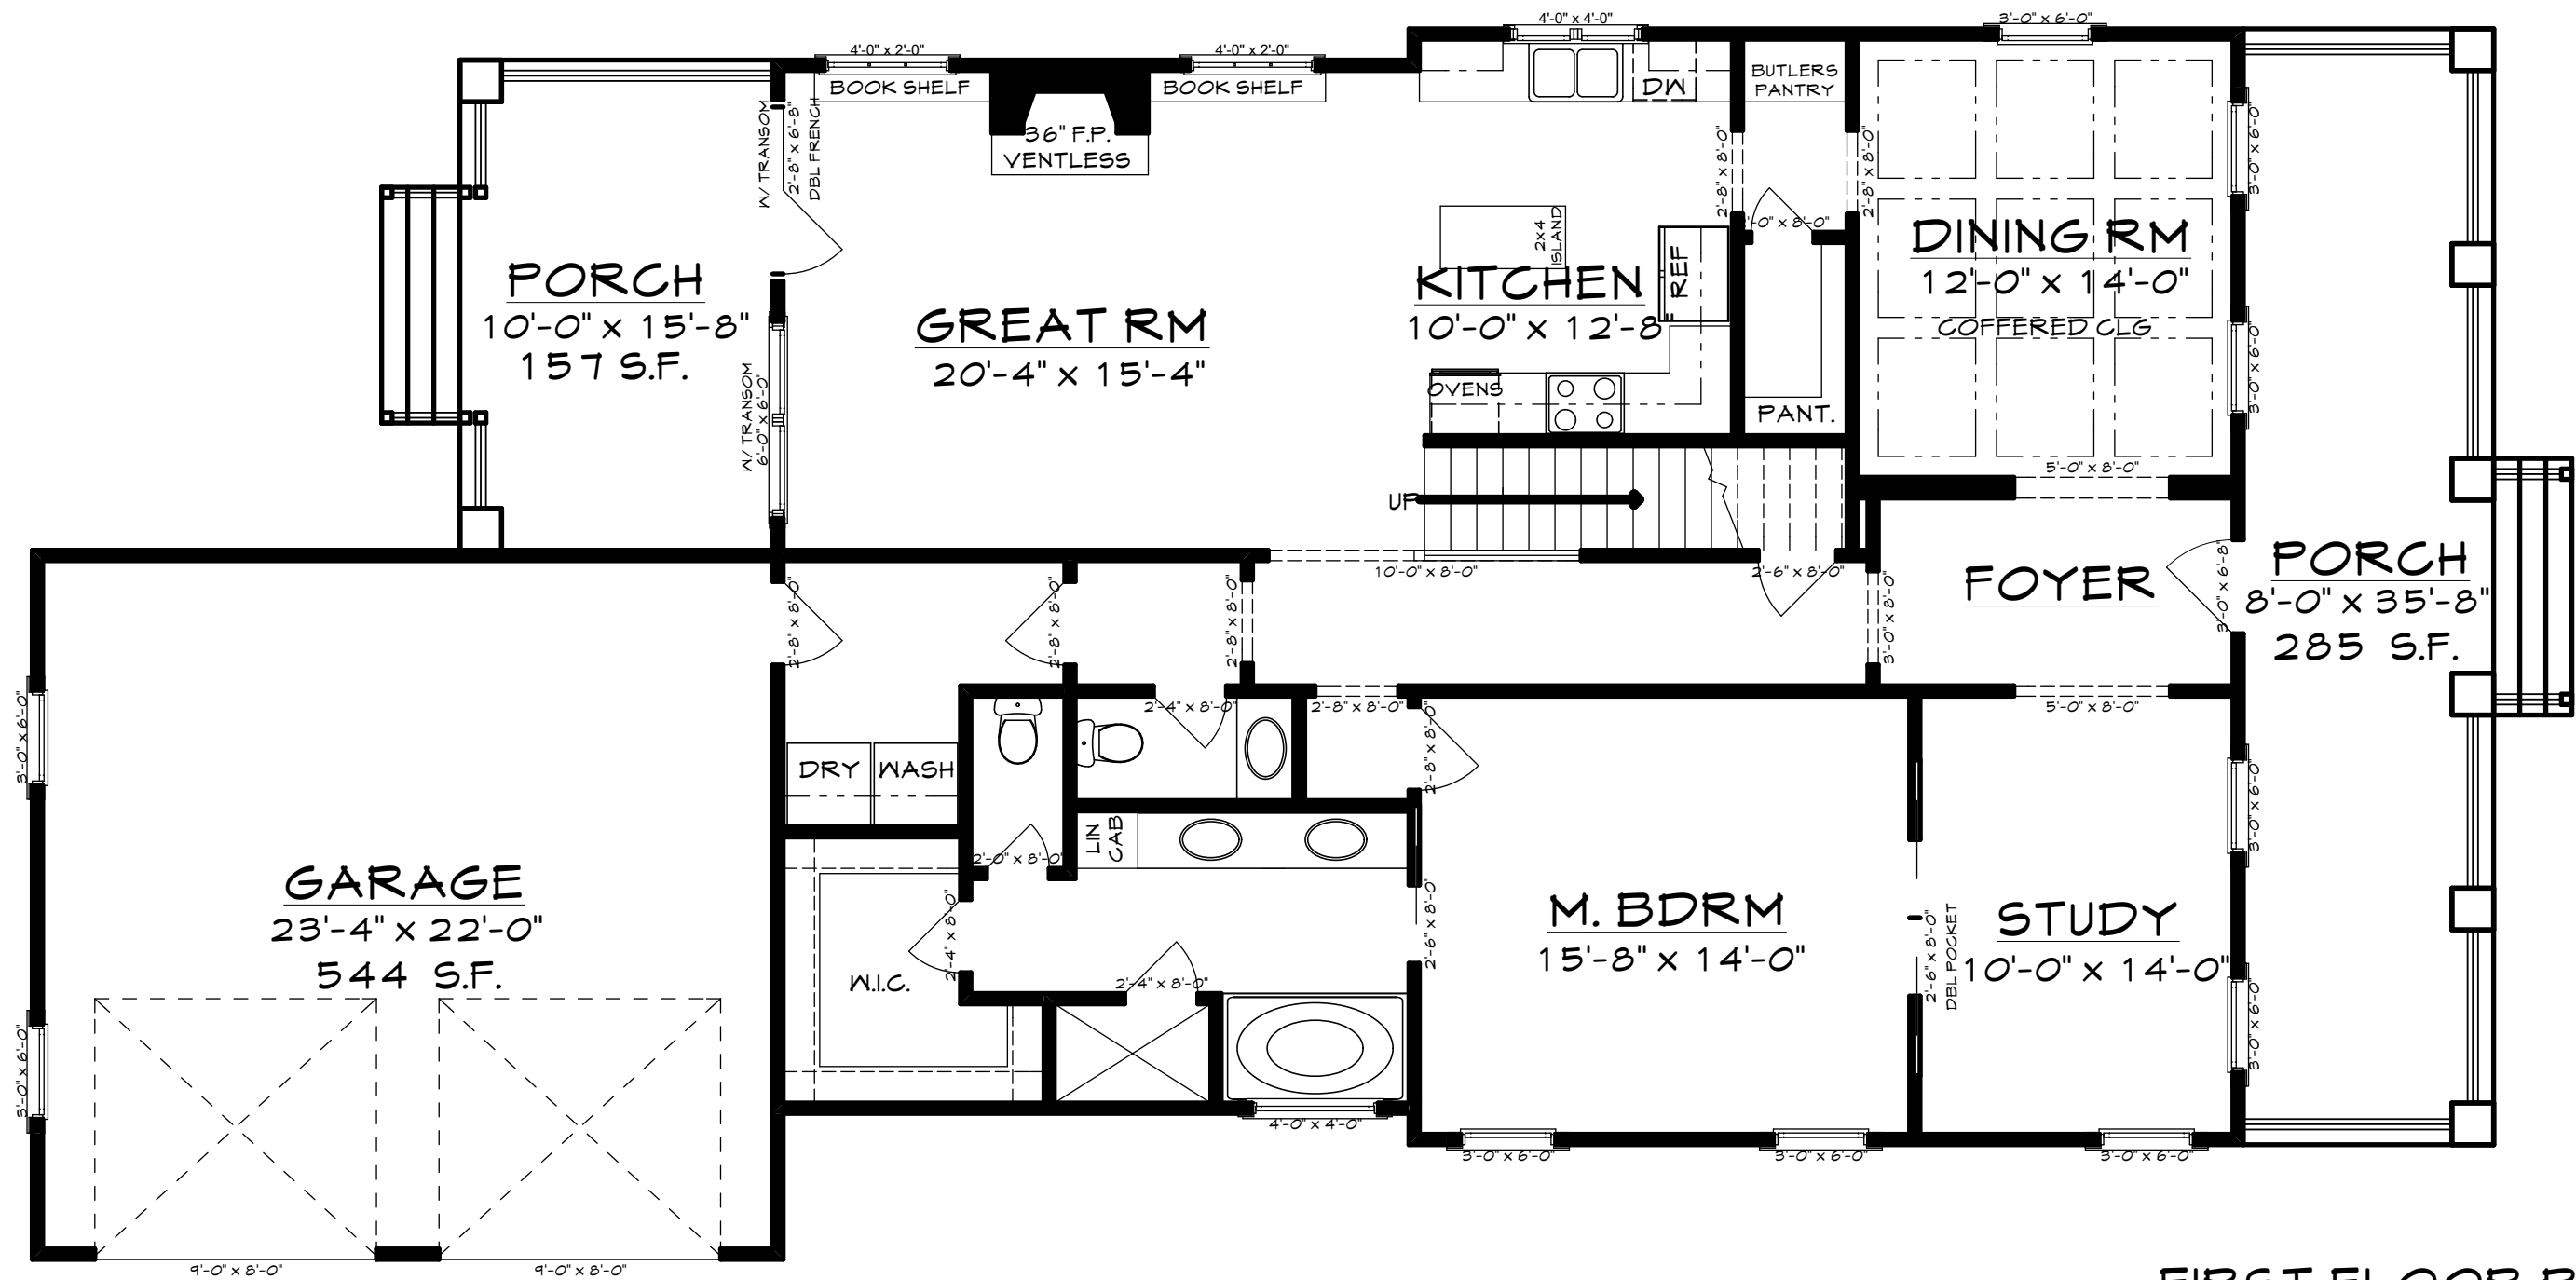 4'-0" x 4'-0"
3'-0" x 6'-0"
4'-0" x 2'-0"
4'-0" x 2'-0"
BOOK SHELF
BOOK SHELF
DW
BUTLERS
PANTRY
W/ TRANSOM
2'-8" x 6'-8"
DBL FRENCH
36" F.P.
VENTLESS
2'-8" x 8'-0"
2'-8" x 8'-0"
3'-0" x 6'-0"
2x4
ISLAND
'-0" x 8'-0"
PORCH
10'-0" x 15'-8"
157 S.F.
GREAT RM
20'-4" x 15'-4"
KITCHEN
10'-0" x 12'-8"
REF
DINING RM
12'-0" x 14'-0"
COFFERED CLG
3'-0" x 6'-0"
W/ TRANSOM
6'-0" x 6'-0"
OVENS
PANT.
5'-0" x 8'-0"
UP
10'-0" x 8'-0"
2'-6" x 8'-0"
2'-8" x 8'-0"
2'-8" x 8'-0"
2'-8" x 8'-0"
3'-0" x 8'-0"
FOYER
3'-0" x 6'-8"
PORCH
8'-0" x 35'-8"
285 S.F.
3'-0" x 6'-0"
2'-4" x 8'-0"
2'-8" x 8'-0"
2'-8" x 8'-0"
5'-0" x 8'-0"
DRY
WASH
3'-0" x 6'-0"
LIN
CAB
2'-0" x 8'-0"
GARAGE
23'-4" x 22'-0"
544 S.F.
2'-4" x 8'-0"
W.I.C.
2'-4" x 8'-0"
2'-6" x 8'-0"
M. BDRM
15'-8" x 14'-0"
2'-6" x 8'-0"
DBL POCKET
STUDY
10'-0" x 14'-0"
3'-0" x 6'-0"
3'-0" x 6'-0"
4'-0" x 4'-0"
3'-0" x 6'-0"
3'-0" x 6'-0"
3'-0" x 6'-0"
9'-0" x 8'-0"
9'-0" x 8'-0"
FIRST FLOOR